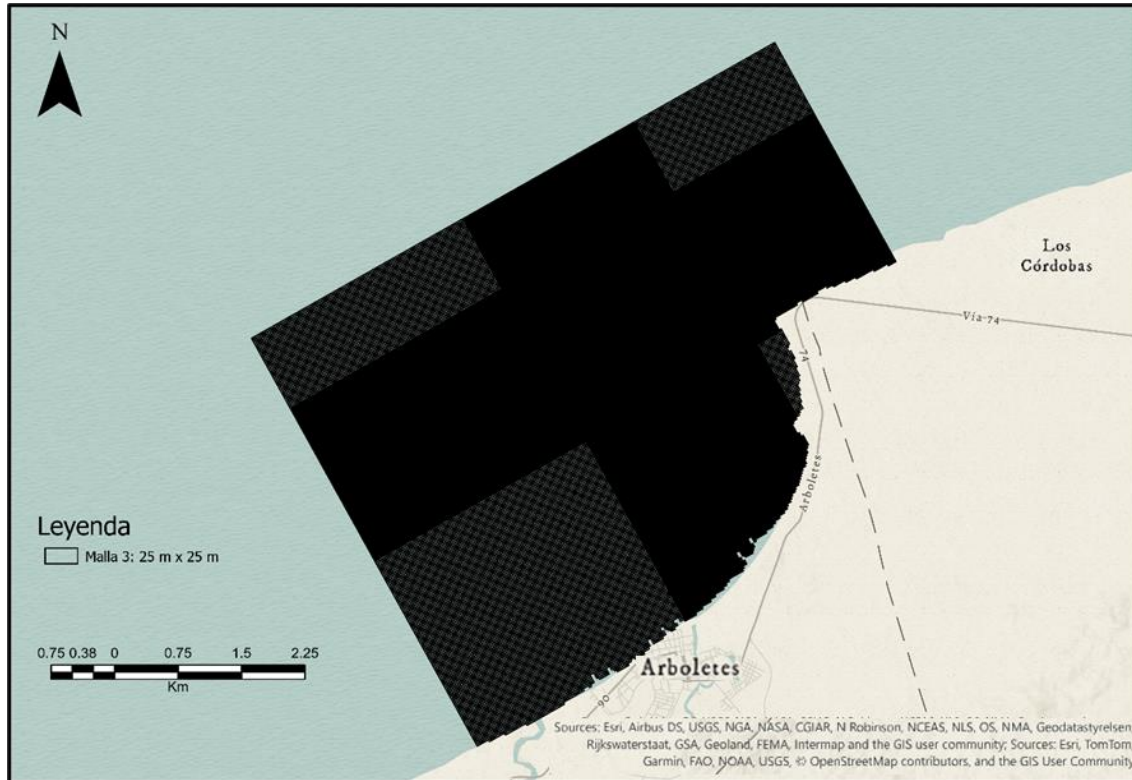 N
Los
Córdobas
Vía 74
74
Arboletes
Leyenda
Malla 3: 25 m x 25 m
0.75 0.38 0 0.75 1.5 2.25
Km
Arboletes
90
Sources: Esri, Airbus DS, USGS, NGA, NASA, CGIAR, N Robinson, NCEAS, NLS, OS, NMA, Geodatastyrelsen,
Rijkswaterstaat, GSA, Geoland, FEMA, Intermap and the GIS user community; Sources: Esri, TomTom,
Garmin, FAO, NOAA, USGS, © OpenStreetMap contributors, and the GIS User Community